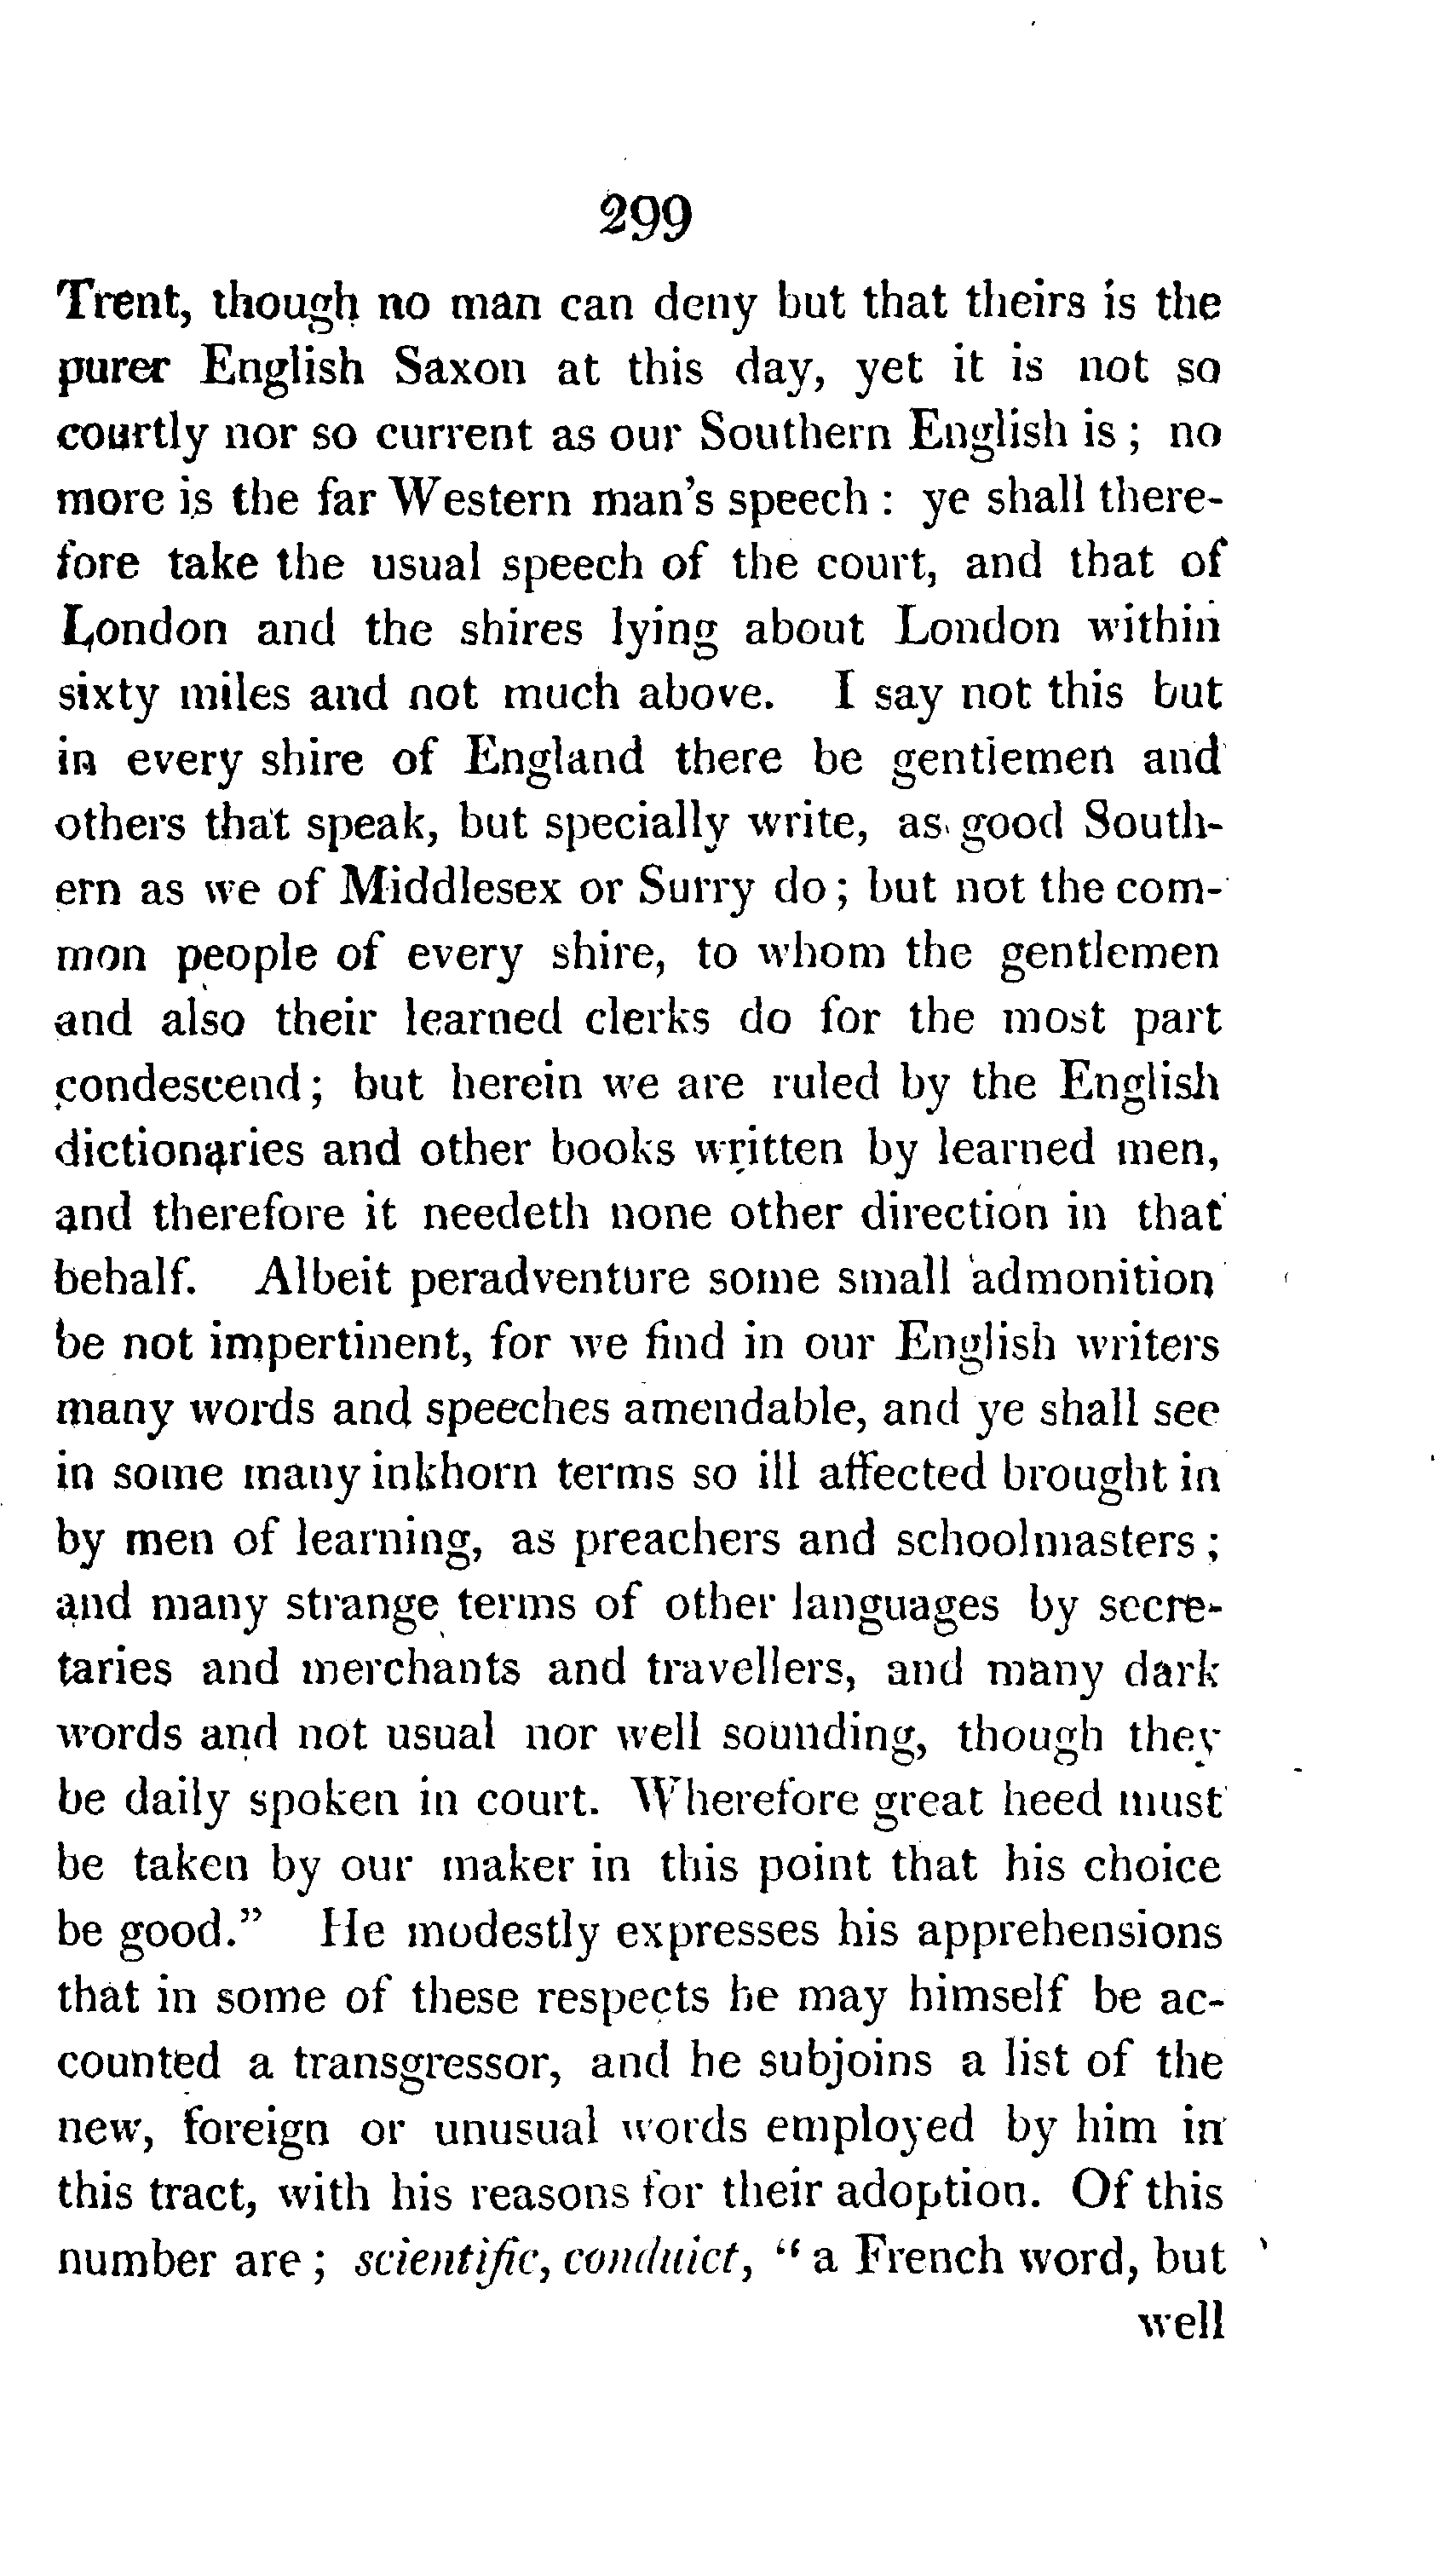 299
Trent, though no man can deny but that theirs is the
purer English Saxon at this day, yet it is not so
courtly nor so current as our Southern English is ; no
more is the far Western man's speech : ye shall there-
fore take the usual speech of the court, and that of
London and the shires lying about London within
sixty miles and not much above. I say not this but
in every shire of England there be gentlemen and
others that speak, but specially write, as good South-
ern as we of Middlesex or Surry do ; but not the com-
mon people of every shire, to whom the gentlemen
and also their learned clerks do for the most part
condescend ; but herein we are ruled by the English
dictionaries and other books written by learned men,
and therefore it needeth none other direction in that
behalf. Albeit peradventure some small admonition
be not impertinent, for we find in our English writers
many words and speeches amendable, and ye shall see
in some many inkhorn terms so ill affected brought in
by men of learning, as preachers and schoolmasters ;
and many strange terms of other languages by secre-
taries and merchants and travellers, and many dark
words and not usual nor well sounding, though they
be daily spoken in court. Wherefore great heed must
be taken by our maker in this point that his choice
be good.” He modestly expresses his apprehensions
that in some of these respects he may himself be ac-
counted a transgressor, and he subjoins a list of the
new, foreign or unusual words employed by him in
this tract, with his reasons for their adoption. Of this
number are ; scientific, conduict, “ a French word, but
well